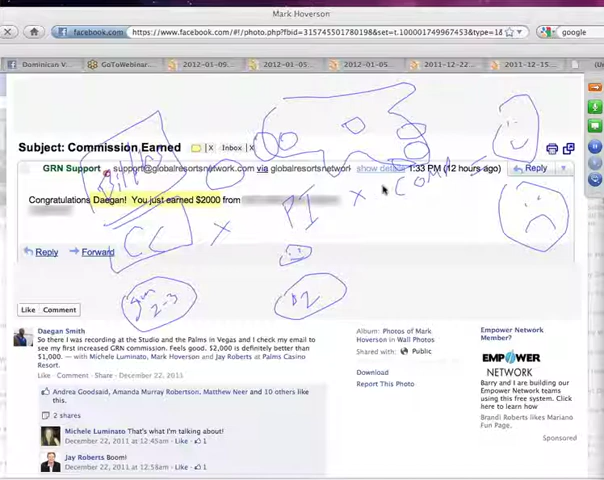 Mark Hoverson
facebook.com
https://www.facebook.com/#!/photo.php?fbid=315745501780198&set=t.100001749967453&type=1&
google
Dominican V
GoToWebinar
2012-01-09...
2012-01-05...
2012-01-05...
2011-12-22...
2011-12-15...
Subject: Commission Earned
X
Inbox | X
GRN Support
support@globalresortsnetwork.com via globalresortsnetwork
show details 1:33 PM (12 hours ago)
Reply
Congratulations Daegan! You just earned $2000 from
CC X PI X COMP
Reply
Forward
2-3
$2
Like
Comment
Daegan Smith
So there I was recording at the Studio and the Palms in Vegas and I check my email to
see my first increased GRN commission. Feels good. $2,000 is definitely better than
$1,000. — with Michele Luminato, Mark Hoverson and Jay Roberts at Palms Casino
Resort.
Like · Comment · Share · December 22, 2011
Andrea Goodsaid, Amanda Murray Robertson, Matthew Neer and 10 others like
this.
2 shares
Michele Luminato That's what I'm talking about!
December 22, 2011 at 12:45am · Like · 1
Jay Roberts Boom!
December 22, 2011 at 12:58am · Like · 1
Album: Photos of Mark
Hoverson in Wall Photos
Shared with: Public
Download
Report This Photo
Empower Network
Member?
EMPOWER
NETWORK
Barry and I are building our
Empower Network teams
using this free system. Click
here to learn how
Brandi Roberts likes Mariano
Fun Page.
Sponsored